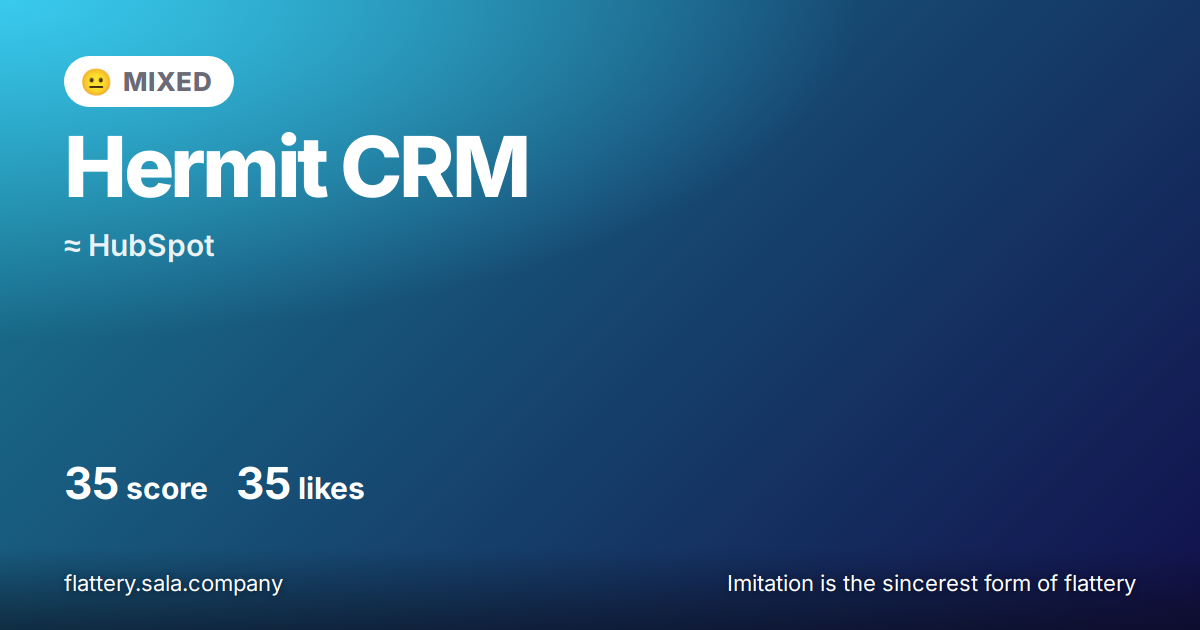 😐 MIXED
Hermit CRM
≈ HubSpot
35 score 35 likes
flattery.sala.company
Imitation is the sincerest form of flattery